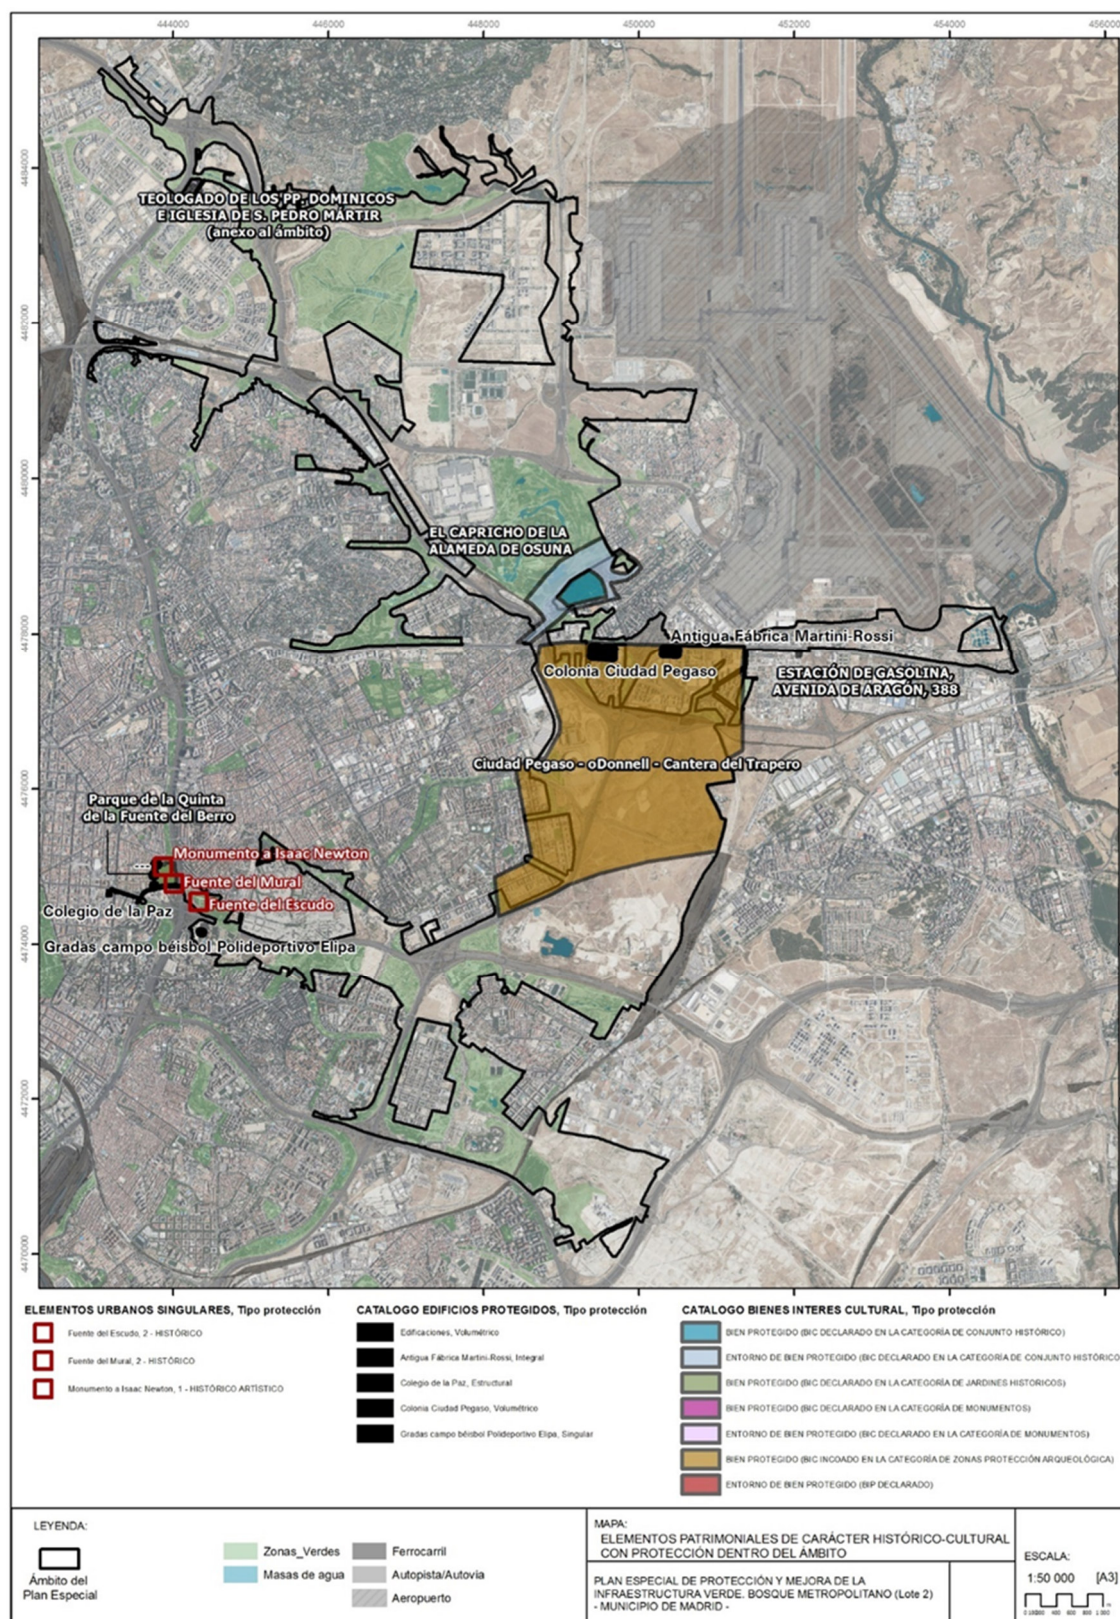 444000 446000 448000 450000 452000 454000 456000
4484000
4482000
4480000
4478000
4476000
4474000
4472000
4470000
TEOLOGADO DE LOS PP. DOMINICOS
E IGLESIA DE S. PEDRO MÁRTIR
(anexo al ámbito)
EL CAPRICHO DE LA
ALAMEDA DE OSUNA
Antigua Fábrica Martini-Rossi
Colonia Ciudad Pegaso
ESTACIÓN DE GASOLINA,
AVENIDA DE ARAGÓN, 388
Ciudad Pegaso - oDonnell - Cantera del Trapero
Parque de la Quinta
de la Fuente del Berro
Monumento a Isaac Newton
Fuente del Mural
Fuente del Escudo
Colegio de la Paz
Gradas campo béisbol Polideportivo Elipa
ELEMENTOS URBANOS SINGULARES, Tipo protección
Fuente del Escudo, 2 - HISTÓRICO
Fuente del Mural, 2 - HISTÓRICO
Monumento a Isaac Newton, 1 - HISTÓRICO ARTÍSTICO
CATALOGO EDIFICIOS PROTEGIDOS, Tipo protección
Edificaciones, Volumétrico
Antigua Fábrica Martini-Rossi, Integral
Colegio de la Paz, Estructural
Colonia Ciudad Pegaso, Volumétrico
Gradas campo béisbol Polideportivo Elipa, Singular
CATALOGO BIENES INTERES CULTURAL, Tipo protección
BIEN PROTEGIDO (BIC DECLARADO EN LA CATEGORÍA DE CONJUNTO HISTÓRICO)
ENTORNO DE BIEN PROTEGIDO (BIC DECLARADO EN LA CATEGORÍA DE CONJUNTO HISTÓRICO
BIEN PROTEGIDO (BIC DECLARADO EN LA CATEGORÍA DE JARDINES HISTORICOS)
BIEN PROTEGIDO (BIC DECLARADO EN LA CATEGORÍA DE MONUMENTOS)
ENTORNO DE BIEN PROTEGIDO (BIC DECLARADO EN LA CATEGORÍA DE MONUMENTOS)
BIEN PROTEGIDO (BIC INCOADO EN LA CATEGORÍA DE ZONAS PROTECCIÓN ARQUEOLÓGICA)
ENTORNO DE BIEN PROTEGIDO (BIP DECLARADO)
LEYENDA:
Ámbito del
Plan Especial
Zonas_Verdes
Masas de agua
Ferrocarril
Autopista/Autovía
Aeropuerto
MAPA:
ELEMENTOS PATRIMONIALES DE CARÁCTER HISTÓRICO-CULTURAL
CON PROTECCIÓN DENTRO DEL ÁMBITO
PLAN ESPECIAL DE PROTECCIÓN Y MEJORA DE LA
INFRAESTRUCTURA VERDE. BOSQUE METROPOLITANO (Lote 2)
- MUNICIPIO DE MADRID -
ESCALA:
1:50 000 [A3]